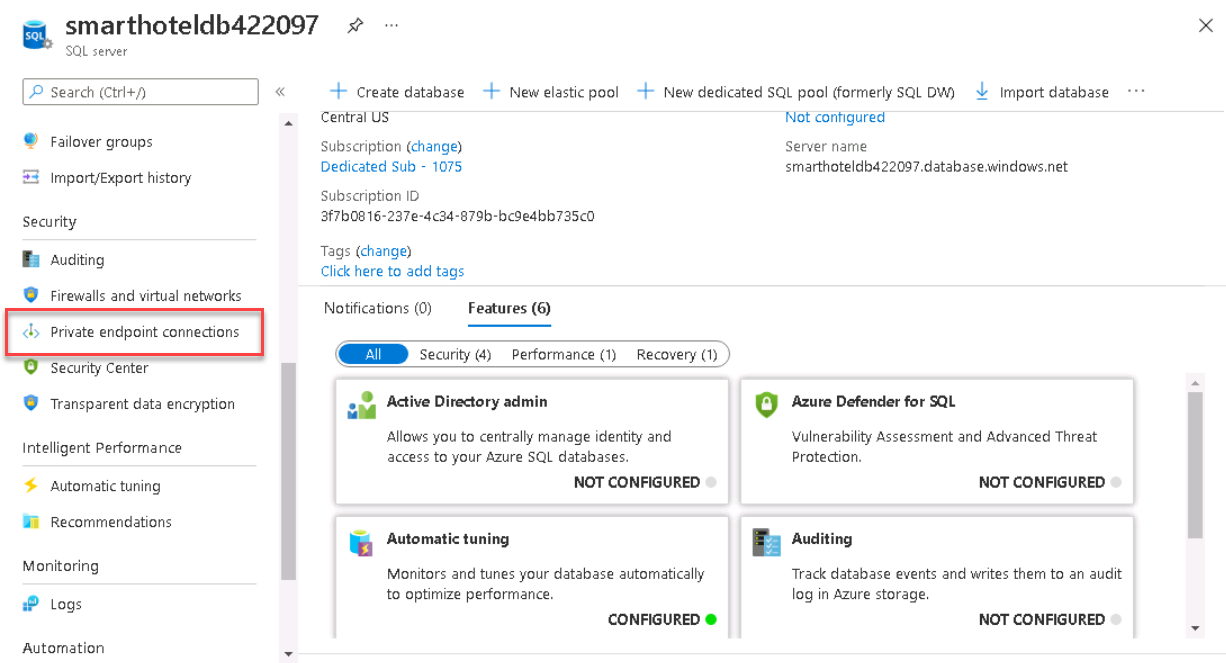 smarthoteldb422097
SQL server
Search (Ctrl+/)
Failover groups
Import/Export history
Security
Auditing
Firewalls and virtual networks
Private endpoint connections
Security Center
Transparent data encryption
Intelligent Performance
Automatic tuning
Recommendations
Monitoring
Logs
Automation
Create database
New elastic pool
New dedicated SQL pool (formerly SQL DW)
Import database
Central US
Subscription (change)
Dedicated Sub - 1075
Subscription ID
3f7b0816-237e-4c34-879b-bc9e4bb735c0
Tags (change)
Click here to add tags
Not configured
Server name
smarthoteldb422097.database.windows.net
Notifications (0)
Features (6)
All
Security (4)
Performance (1)
Recovery (1)
Active Directory admin
Allows you to centrally manage identity and
access to your Azure SQL databases.
NOT CONFIGURED
Azure Defender for SQL
Vulnerability Assessment and Advanced Threat
Protection.
NOT CONFIGURED
Automatic tuning
Monitors and tunes your database automatically
to optimize performance.
CONFIGURED
Auditing
Track database events and writes them to an audit
log in Azure storage.
NOT CONFIGURED